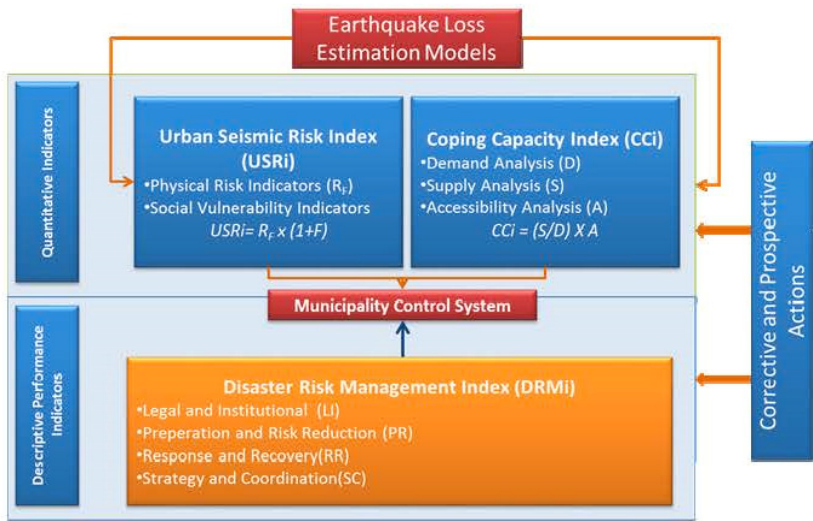 Earthquake Loss
Estimation Models
Quantitative Indicators
Urban Seismic Risk Index
(USRi)
•Physical Risk Indicators (R_F)
•Social Vulnerability Indicators
USRi= R_F x (1+F)
Coping Capacity Index (CCi)
•Demand Analysis (D)
•Supply Analysis (S)
•Accessibility Analysis (A)
CCi = (S/D) X A
Municipality Control System
Descriptive Performance
Indicators
Disaster Risk Management Index (DRMi)
•Legal and Institutional  (LI)
•Preperation and Risk Reduction (PR)
•Response and Recovery(RR)
•Strategy and Coordination(SC)
Corrective and Prospective
Actions